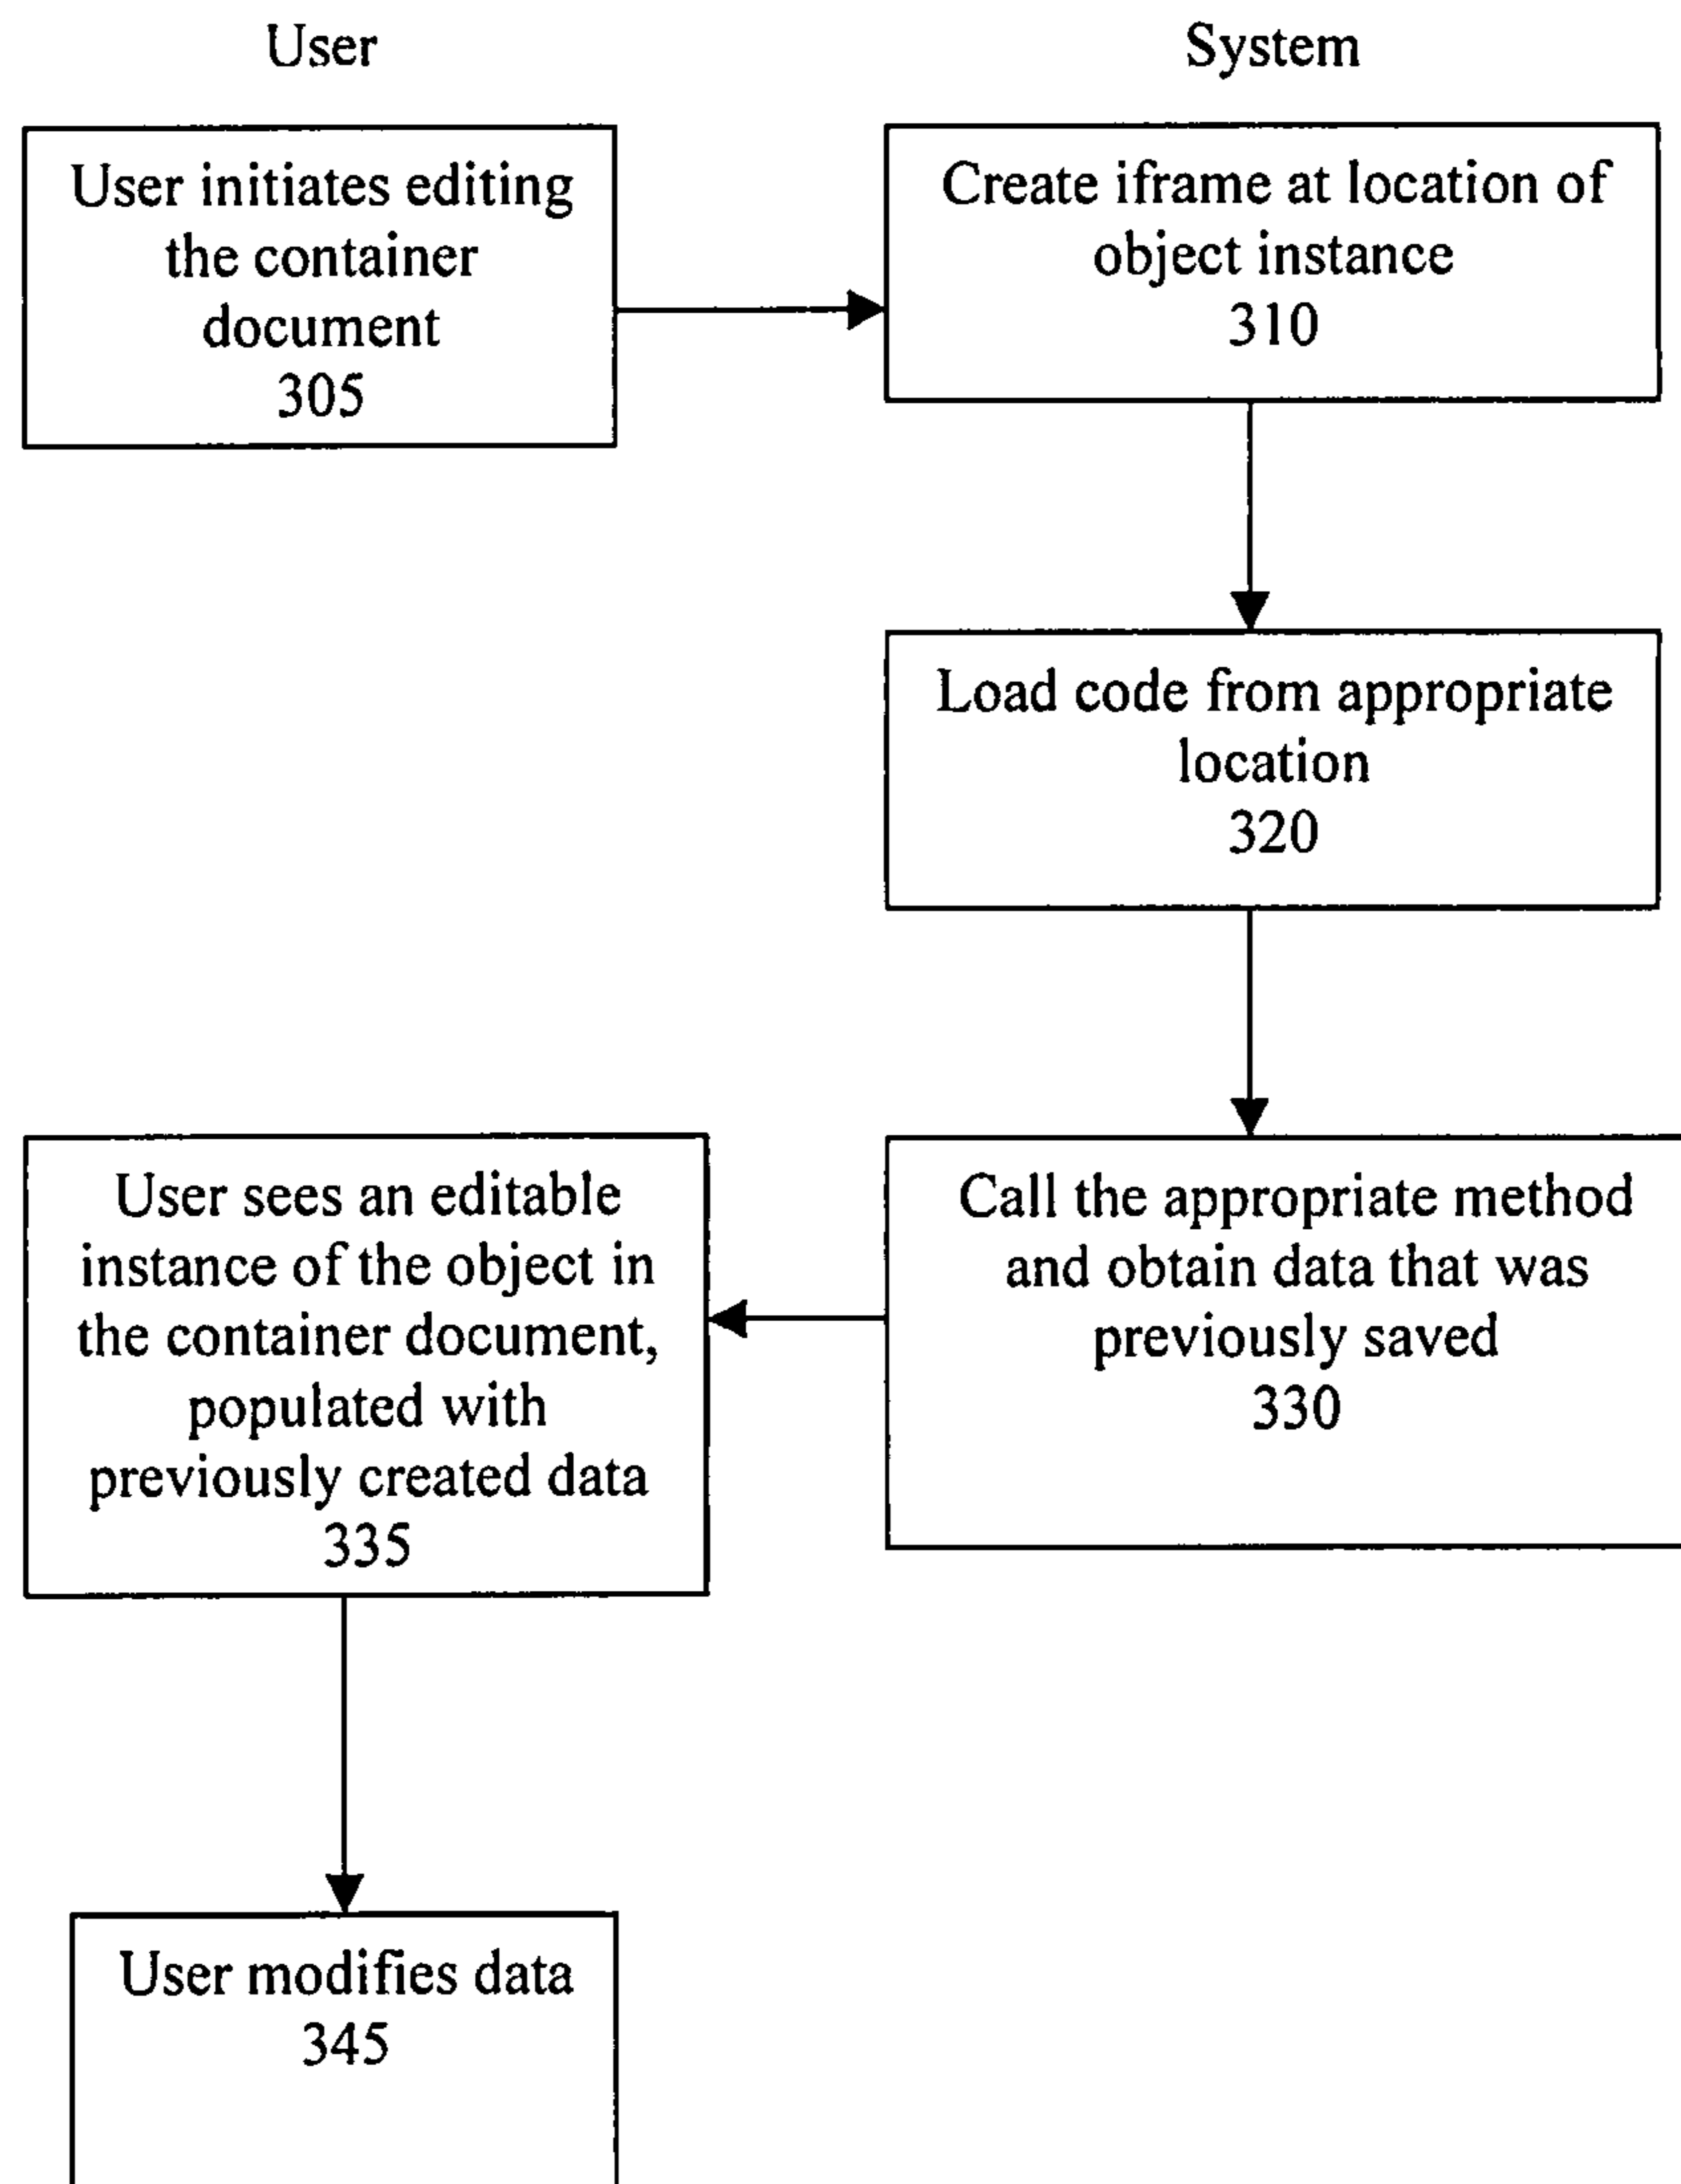 User
System
User initiates editing
the container
document
305
Create iframe at location of
object instance
310
Load code from appropriate
location
320
Call the appropriate method
and obtain data that was
previously saved
330
User sees an editable
instance of the object in
the container document,
populated with
previously created data
335
User modifies data
345